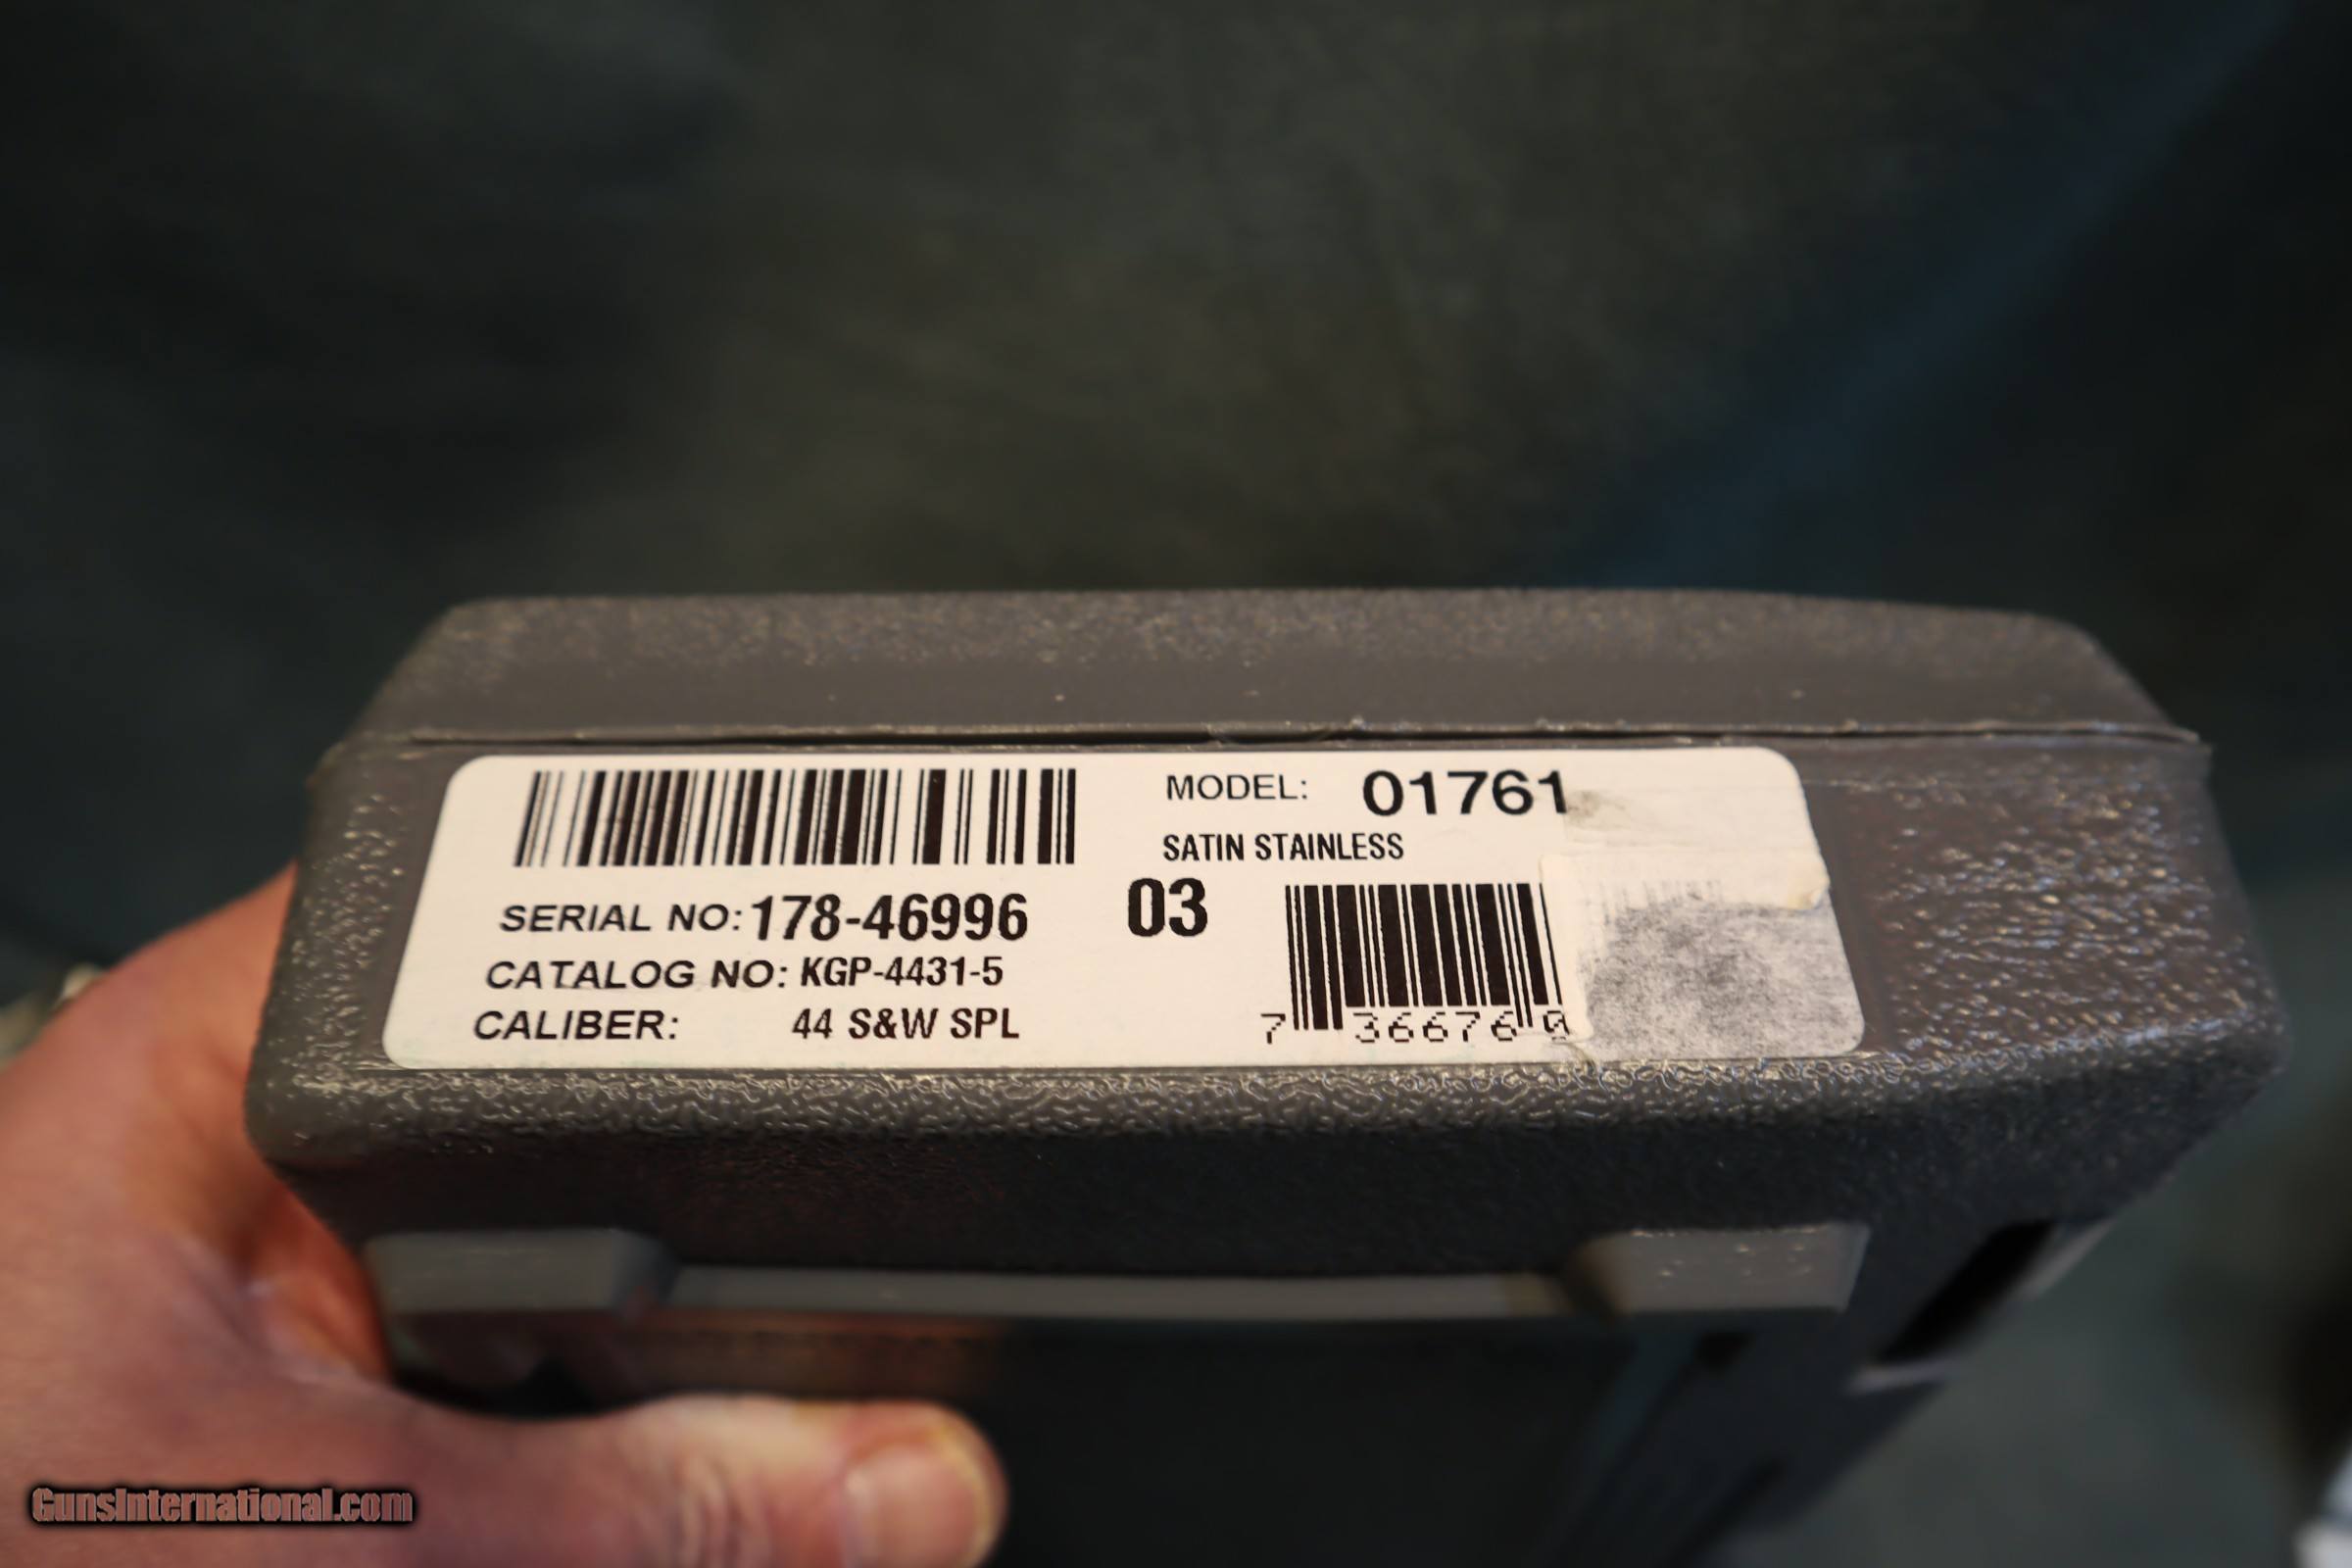 MODEL: 01761
SATIN STAINLESS
SERIAL NO: 178-46996 03
CATALOG NO: KGP-4431-5
CALIBER: 44 S&W SPL
7 36676 0
GunsInternational.com